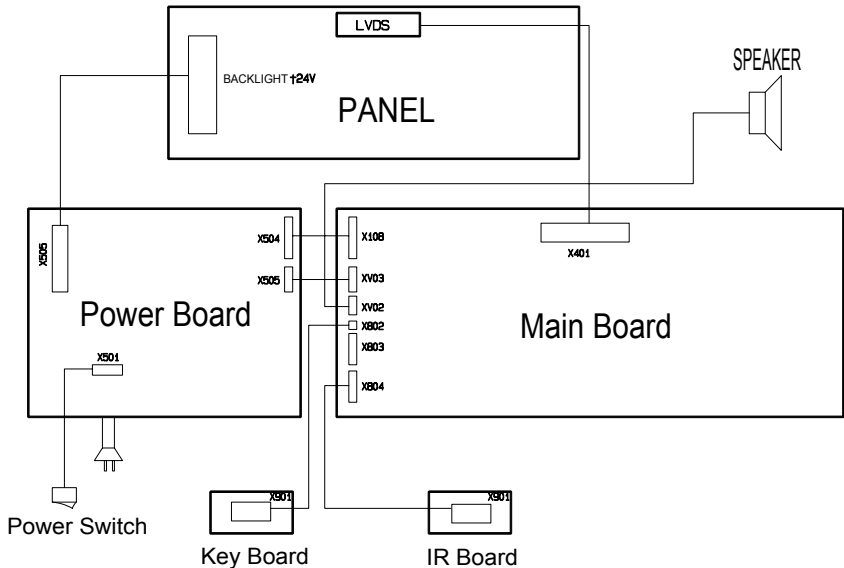 LVDS
BACKLIGHT †24V
PANEL
SPEAKER
X505
X504
X108
X401
X505
XV03
XV02
X802
X803
X804
Power Board
Main Board
X501
X901
X901
Power Switch
Key Board
IR Board